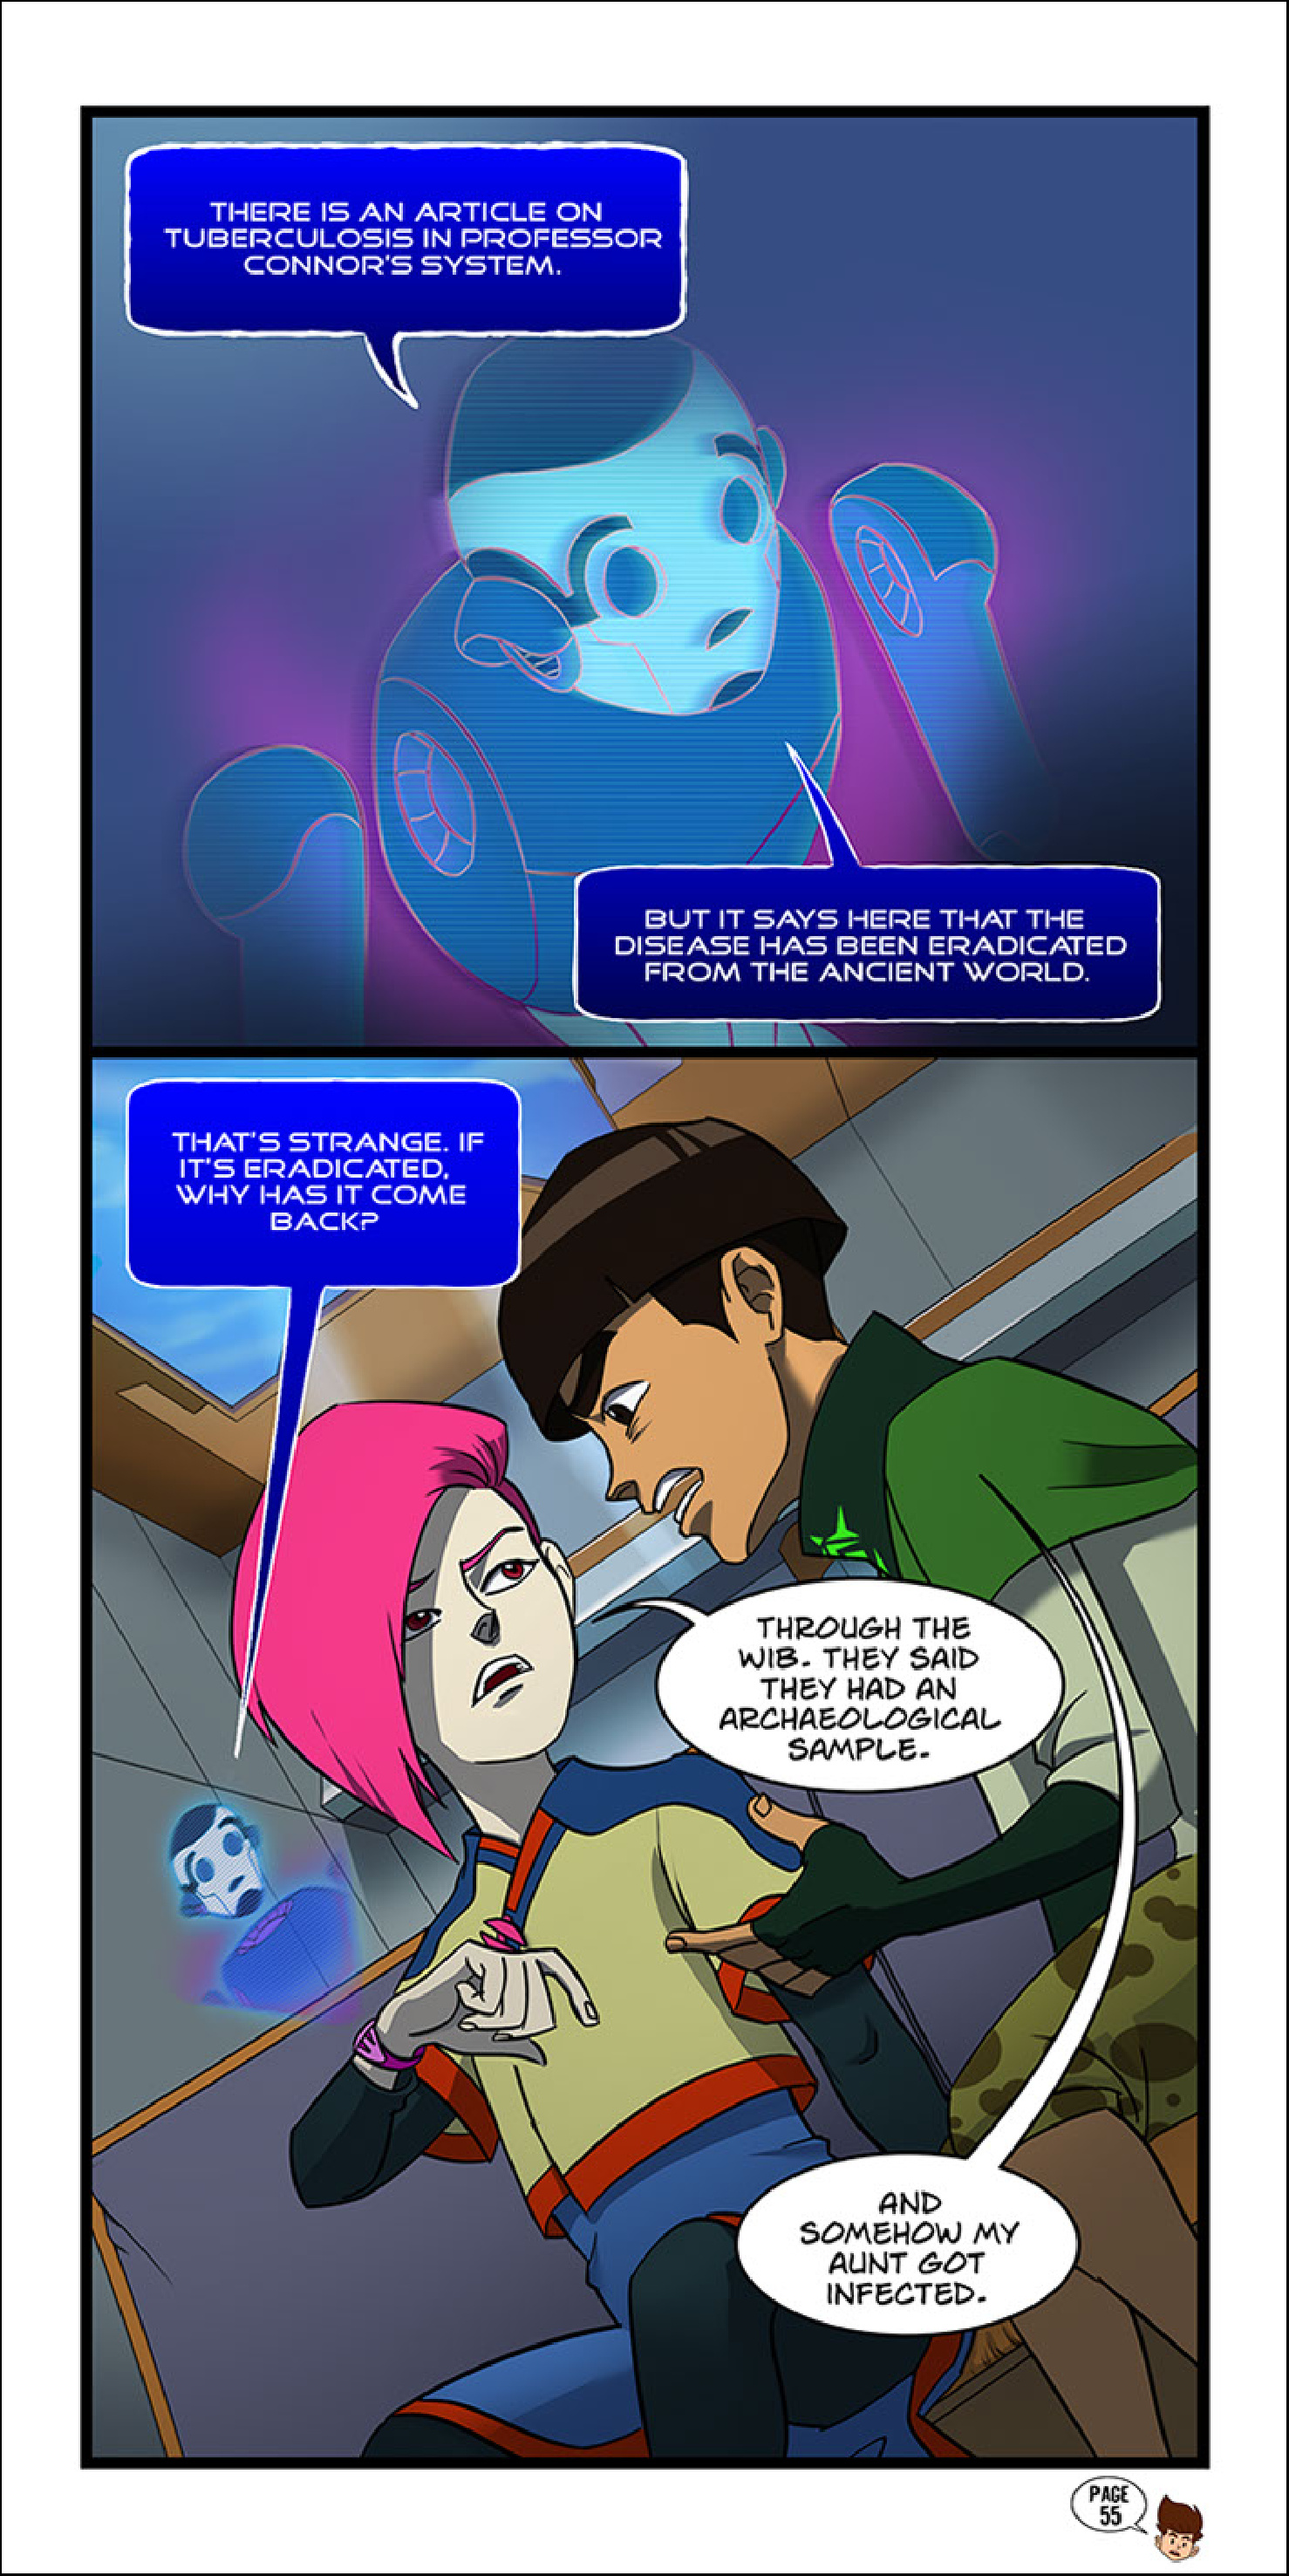 THERE IS AN ARTICLE ON
TUBERCULOSIS IN PROFESSOR
CONNOR'S SYSTEM.
BUT IT SAYS HERE THAT THE
DISEASE HAS BEEN ERADICATED
FROM THE ANCIENT WORLD.
THAT'S STRANGE. IF
IT'S ERADICATED,
WHY HAS IT COME
BACK?
THROUGH THE
WIB. THEY SAID
THEY HAD AN
ARCHAEOLOGICAL
SAMPLE.
AND
SOMEHOW MY
AUNT GOT
INFECTED.
PAGE
55